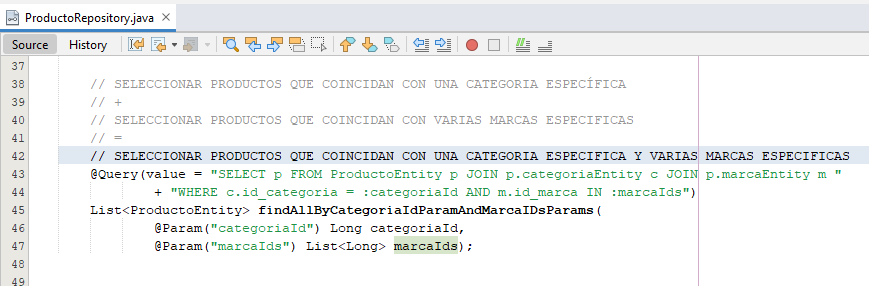 ProductoRepository.java ×
Source History
37
38 // SELECCIONAR PRODUCTOS QUE COINCIDAN CON UNA CATEGORIA ESPECÍFICA
39 // +
40 // SELECCIONAR PRODUCTOS QUE COINCIDAN CON VARIAS MARCAS ESPECIFICAS
41 // =
42 // SELECCIONAR PRODUCTOS QUE COINCIDAN CON UNA CATEGORIA ESPECIFICA Y VARIAS MARCAS ESPECIFICAS
43 @Query(value = "SELECT p FROM ProductoEntity p JOIN p.categoriaEntity c JOIN p.marcaEntity m "
44 + "WHERE c.id_categoria = :categoriaId AND m.id_marca IN :marcaIds")
45 List<ProductoEntity> findAllByCategoriaIdParamAndMarcaIDsParams(
46 @Param("categoriaId") Long categoriaId,
47 @Param("marcaIds") List<Long> marcaIds);
48
49